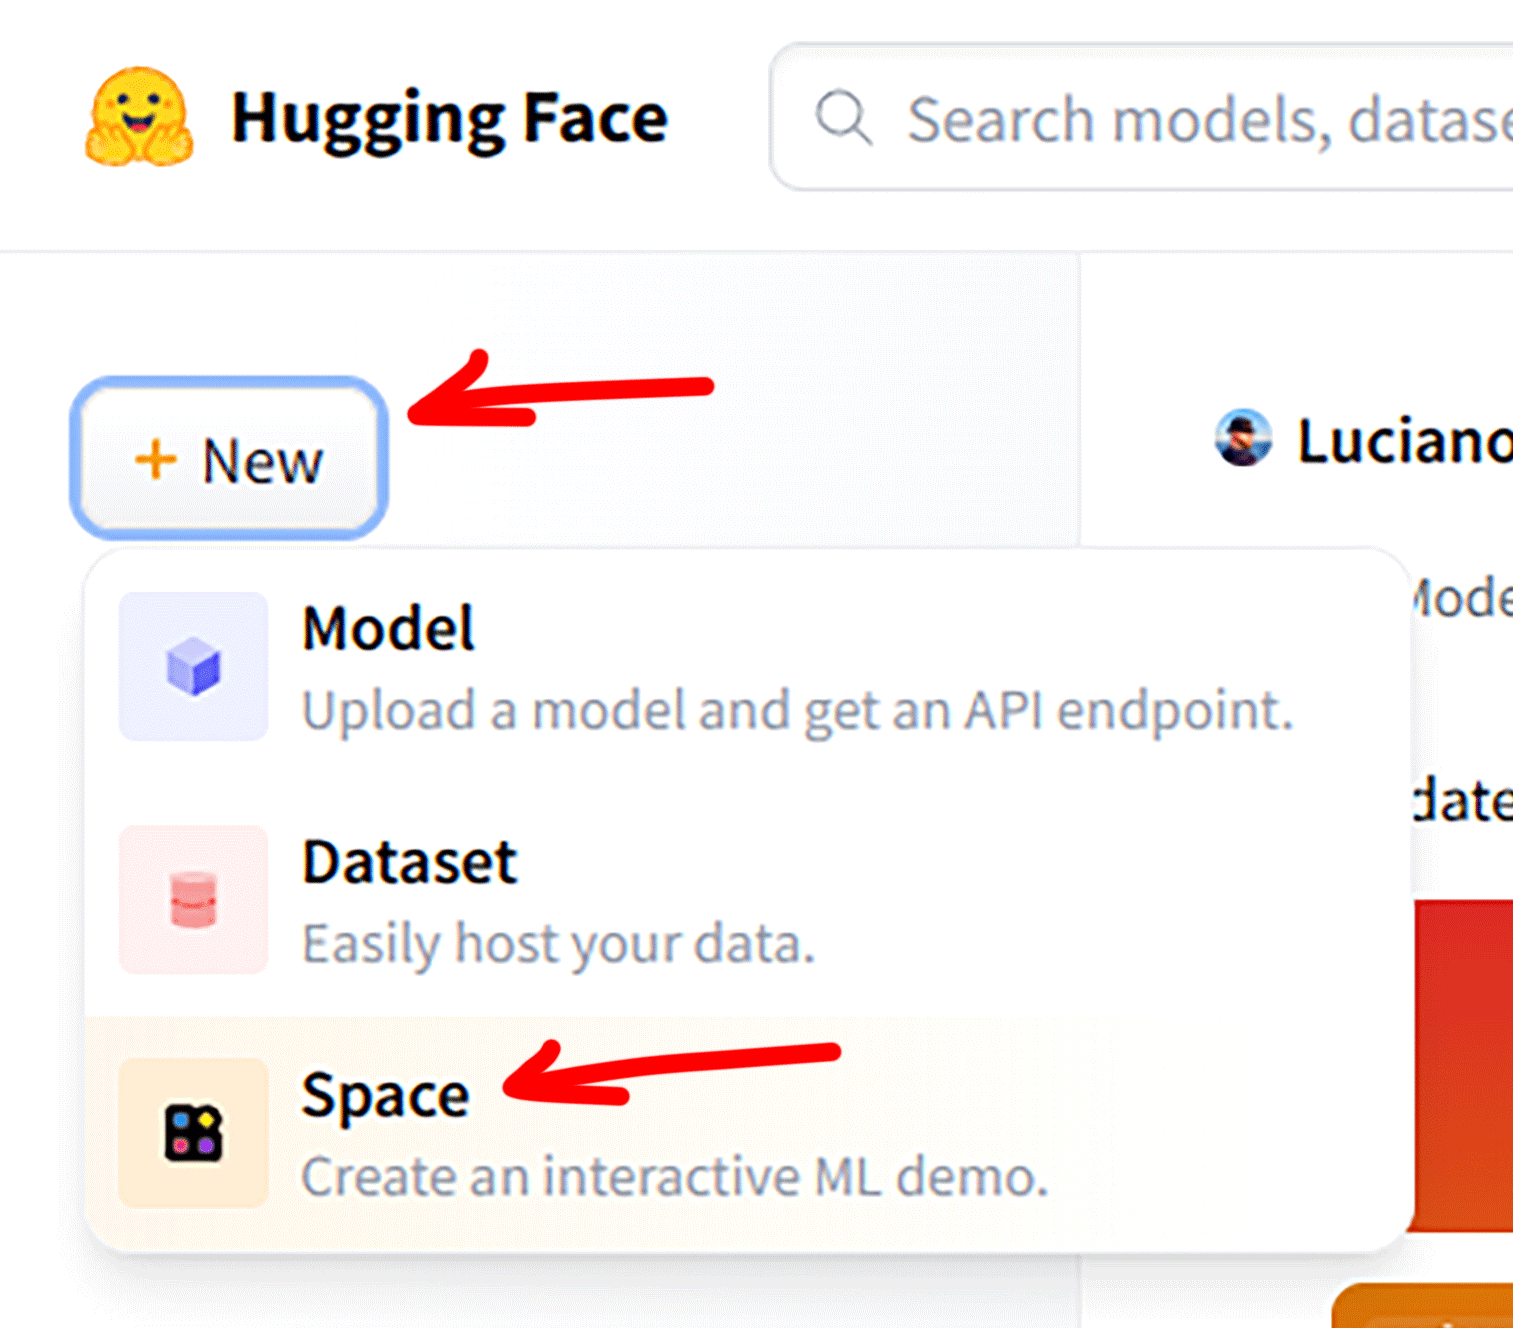 Hugging Face
Search models, datase
+ New
Luciano
Model
Upload a model and get an API endpoint.
Mode
Dataset
Easily host your data.
date
Space
Create an interactive ML demo.